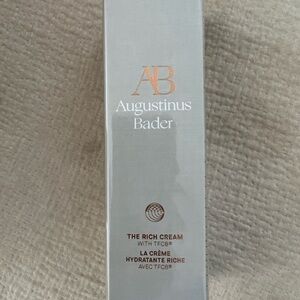 AB
Augustinus
Bader
THE RICH CREAM
WITH TFC8®
LA CRÈME
HYDRATANTE RICHE
AVEC TFC8®